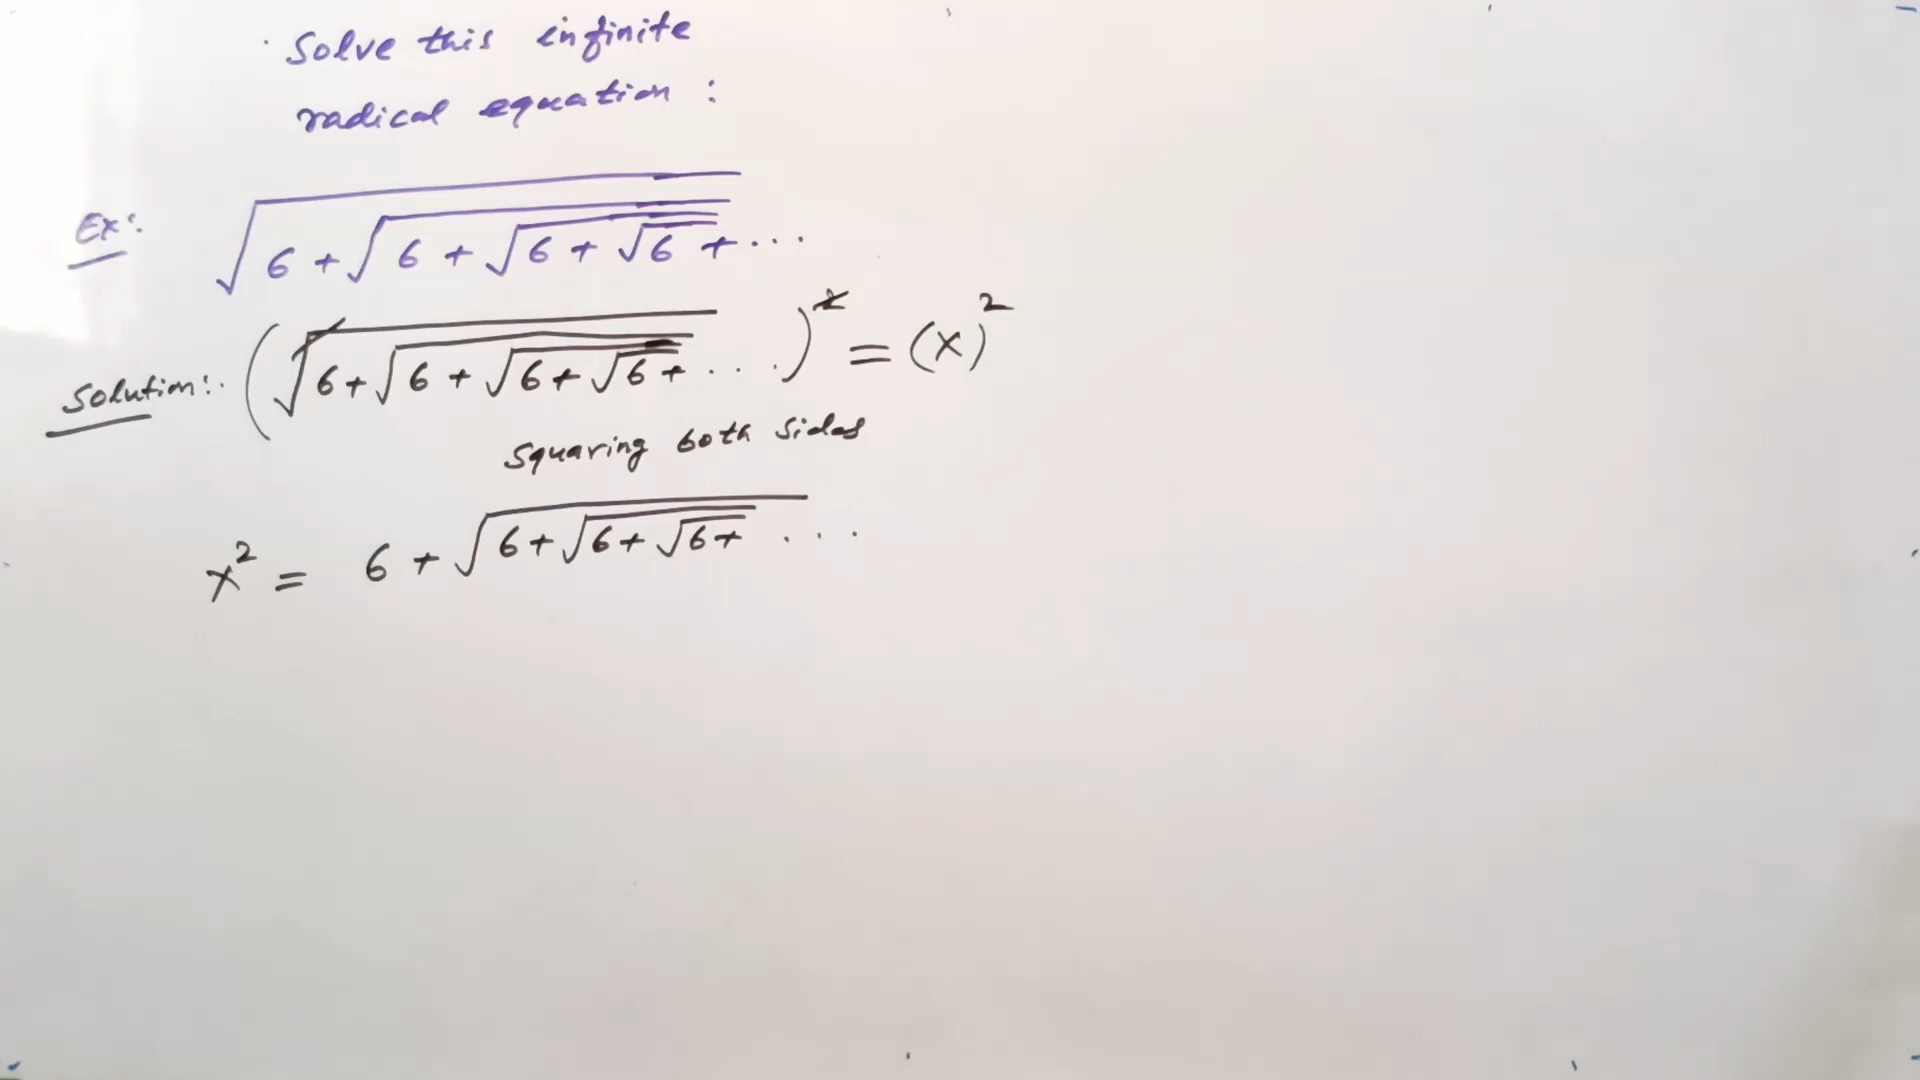 Solve this infinite
radical equation :
Ex:. √(6 + √(6 + √(6 + √(6 + ...
Solution:. (√(6 + √(6 + √(6 + √(6 + ....)² = (x)²
Squaring both sides
x² = 6 + √(6 + √(6 + √(6 + ...